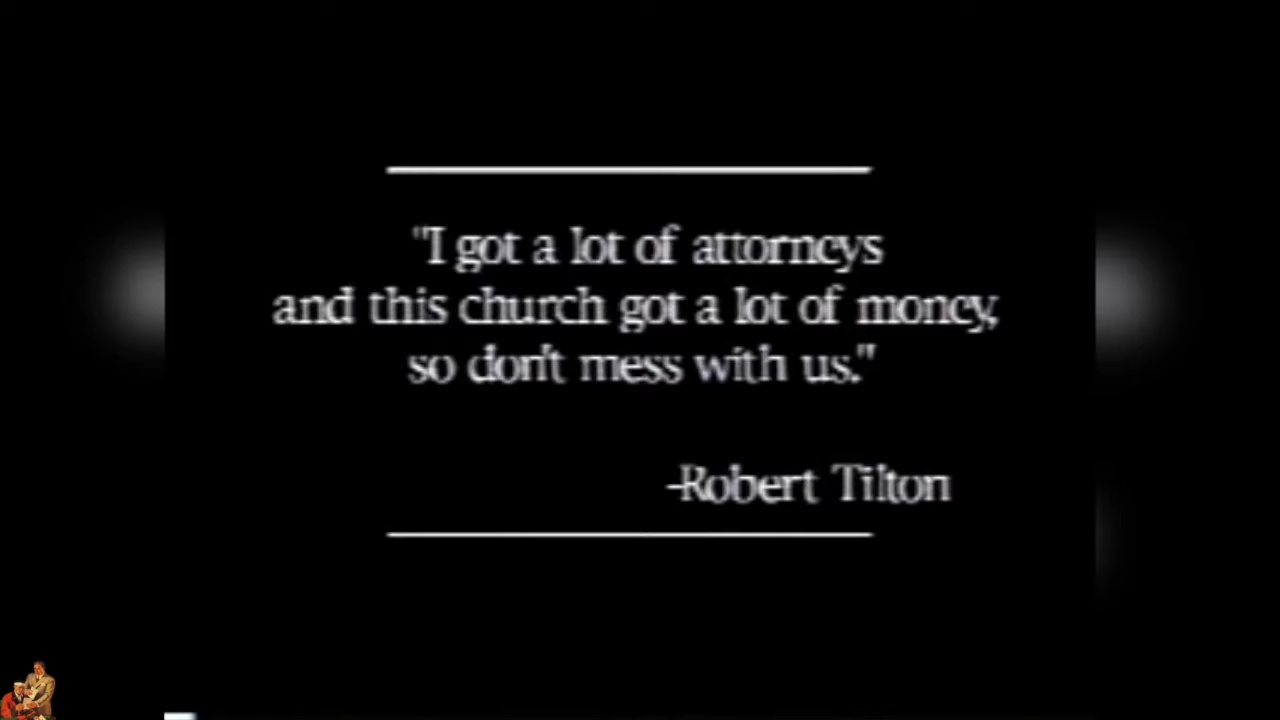 "I got a lot of attorneys
and this church got a lot of money,
so don't mess with us."
-Robert Tilton